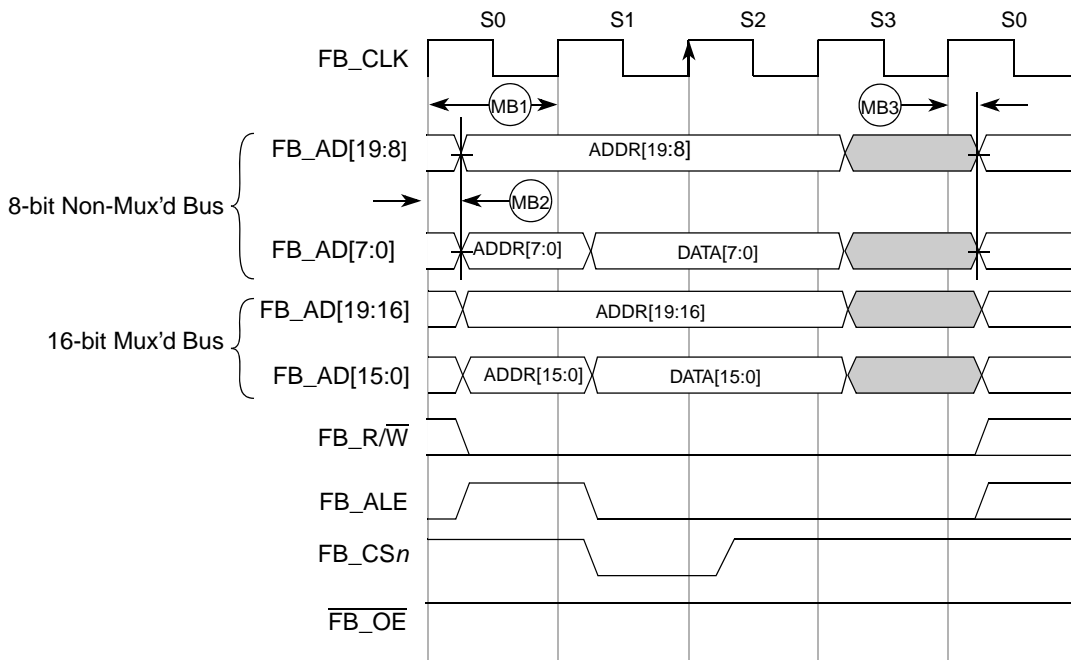 S0 S1 S2 S3 S0
FB_CLK
MB1 MB3
FB_AD[19:8] ADDR[19:8]
8-bit Non-Mux’d Bus
MB2
FB_AD[7:0] ADDR[7:0] DATA[7:0]
FB_AD[19:16] ADDR[19:16]
16-bit Mux’d Bus
FB_AD[15:0] ADDR[15:0] DATA[15:0]
FB_R/W̅
FB_ALE
FB_CSn
F̅B̅_̅O̅E̅